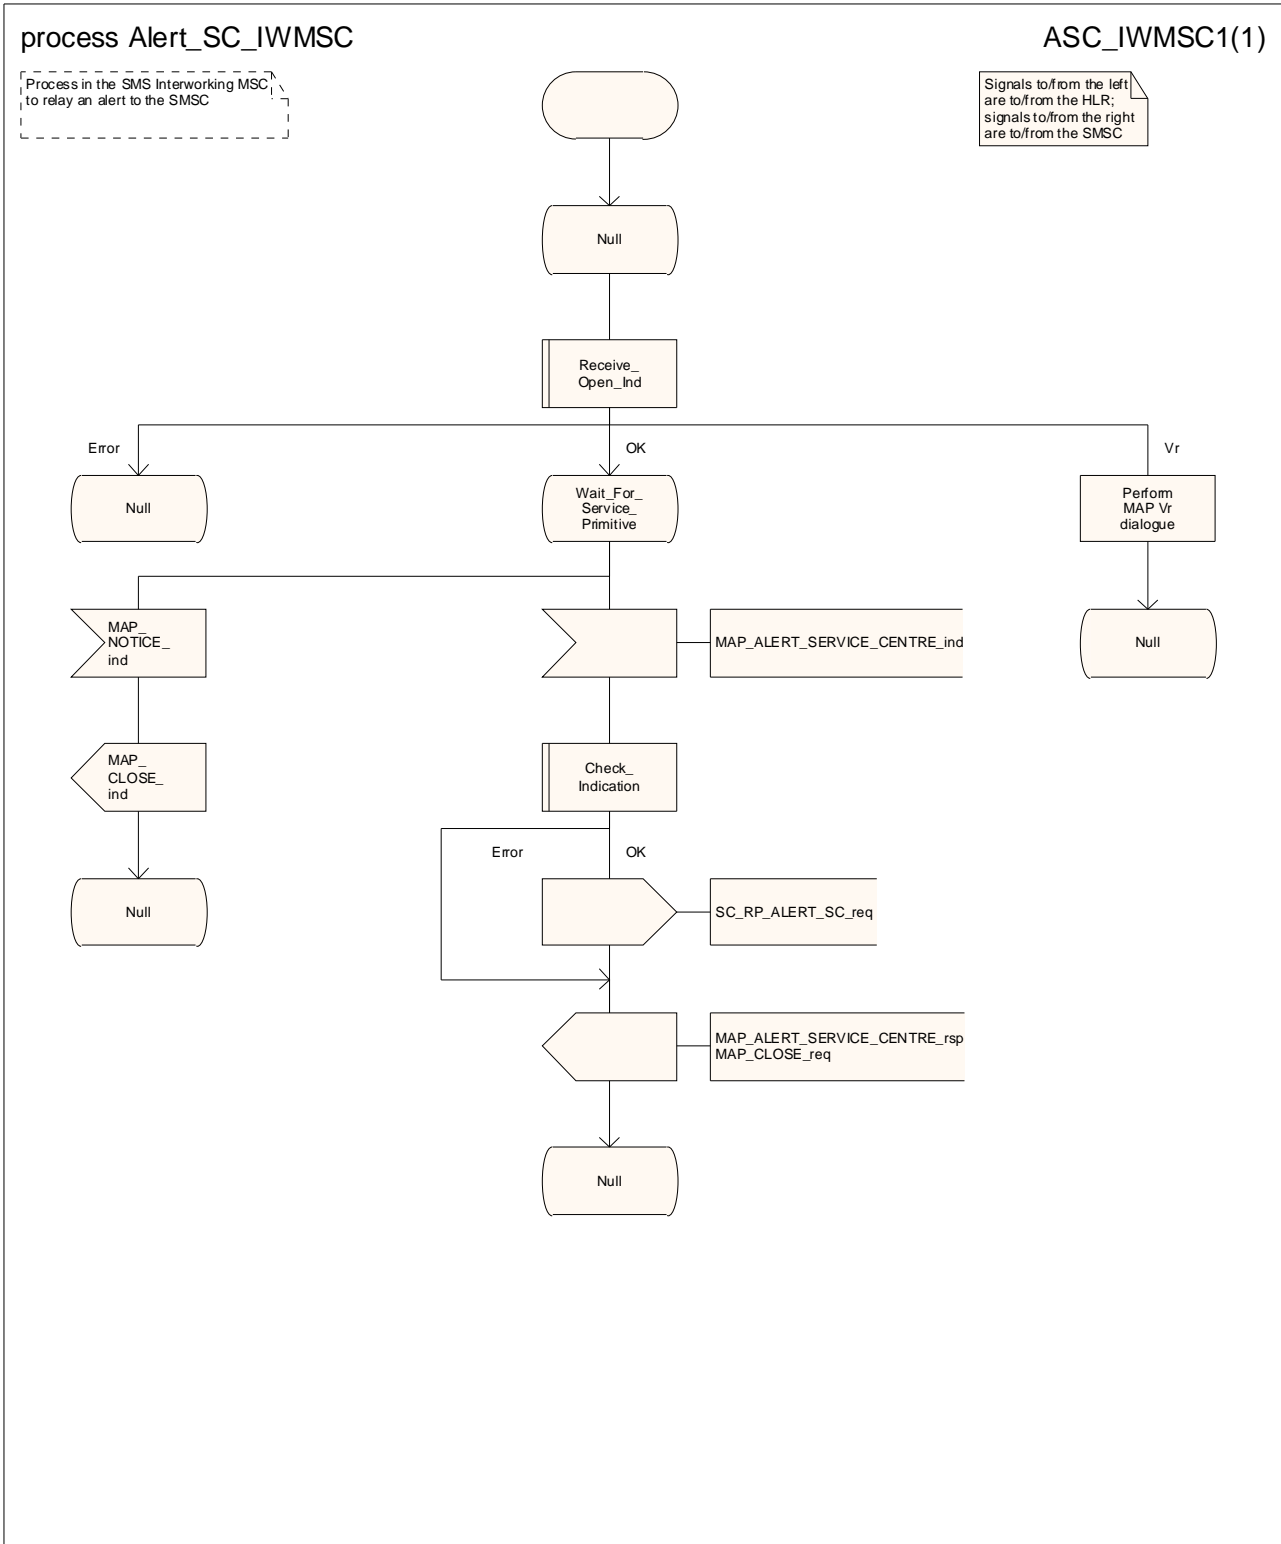 process Alert_SC_IWMSC
ASC_IWMSC1(1)
Process in the SMS Interworking MSC
to relay an alert to the SMSC
Signals to/from the left
are to/from the HLR;
signals to/from the right
are to/from the SMSC
Null
Receive_
Open_Ind
Error
OK
Vr
Null
Wait_For_
Service_
Primitive
Perform
MAP Vr
dialogue
MAP_
NOTICE_
ind
MAP_ALERT_SERVICE_CENTRE_ind
Null
MAP_
CLOSE_
ind
Check_
Indication
Error
OK
Null
SC_RP_ALERT_SC_req
MAP_ALERT_SERVICE_CENTRE_rsp
MAP_CLOSE_req
Null